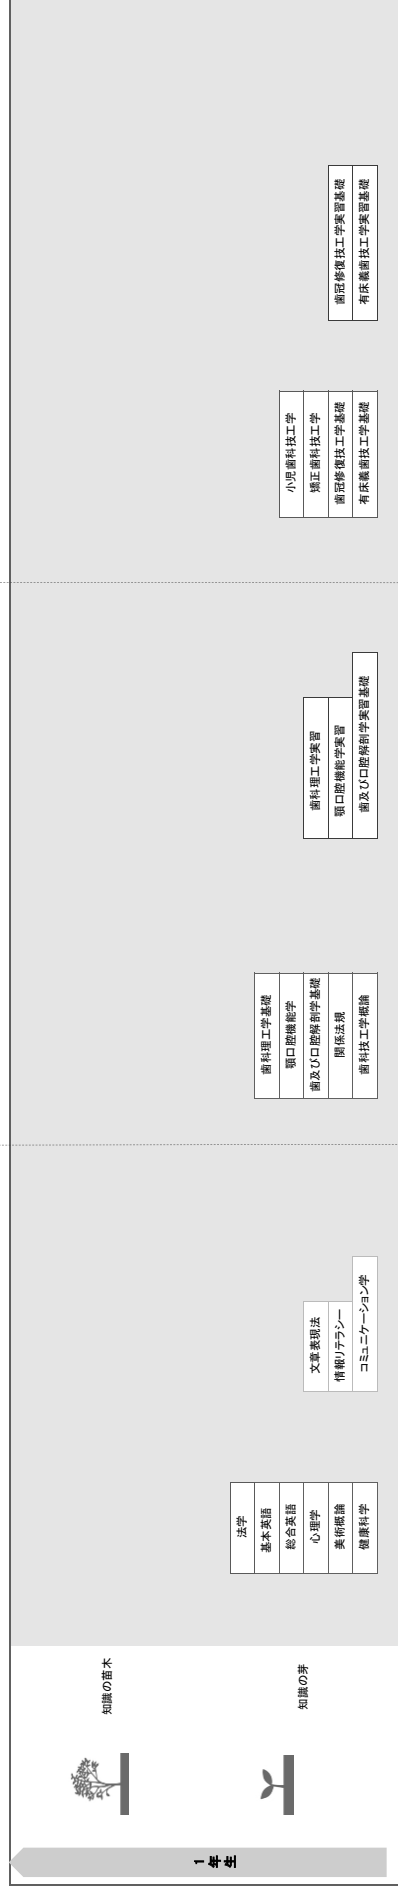 1年生
知識の苗木
知識の芽
法学
基本英語
総合英語
心理学
美術概論
健康科学
文章表現法
情報リテラシー
コミュニケーション学
歯科理工学基礎
顎口腔機能学
歯及び口腔解剖学基礎
関係法規
歯科技工学概論
歯科理工学実習
顎口腔機能学実習
歯及び口腔解剖学実習基礎
小児歯科技工学
矯正歯科技工学
歯冠修復技工学基礎
有床義歯技工学基礎
歯冠修復技工学実習基礎
有床義歯技工学実習基礎